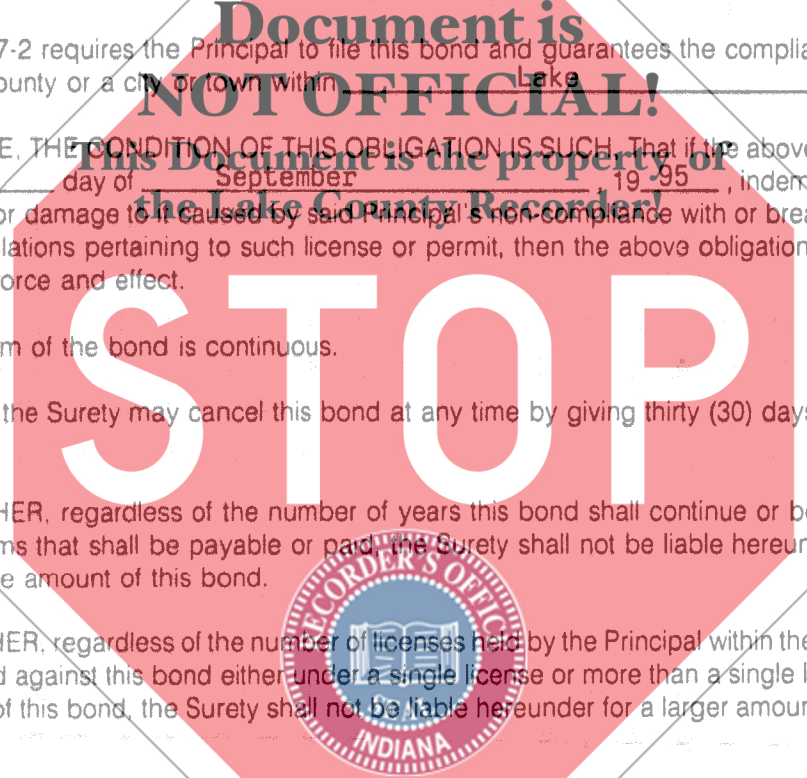 Document is
7-2 requires the Principal to file this bond and guarantees the complia
ounty or a city or town within Lake
NOT OFFICIAL!
E, THE CONDITION OF THIS OBLIGATION IS SUCH, That if the above
This Document is the property of
day of September, 19 95, indem
the Lake County Recorder!
or damage to it caused by said Principal's non-compliance with or brea
lations pertaining to such license or permit, then the above obligation
orce and effect.
STOP
m of the bond is continuous.
the Surety may cancel this bond at any time by giving thirty (30) days
HER, regardless of the number of years this bond shall continue or be
ms that shall be payable or paid, the Surety shall not be liable hereun
e amount of this bond.
RECORDER'S OFFICE
HER, regardless of the number of licenses held by the Principal within the
d against this bond either under a single license or more than a single l
SEAL
of this bond, the Surety shall not be liable hereunder for a larger amoun
INDIANA